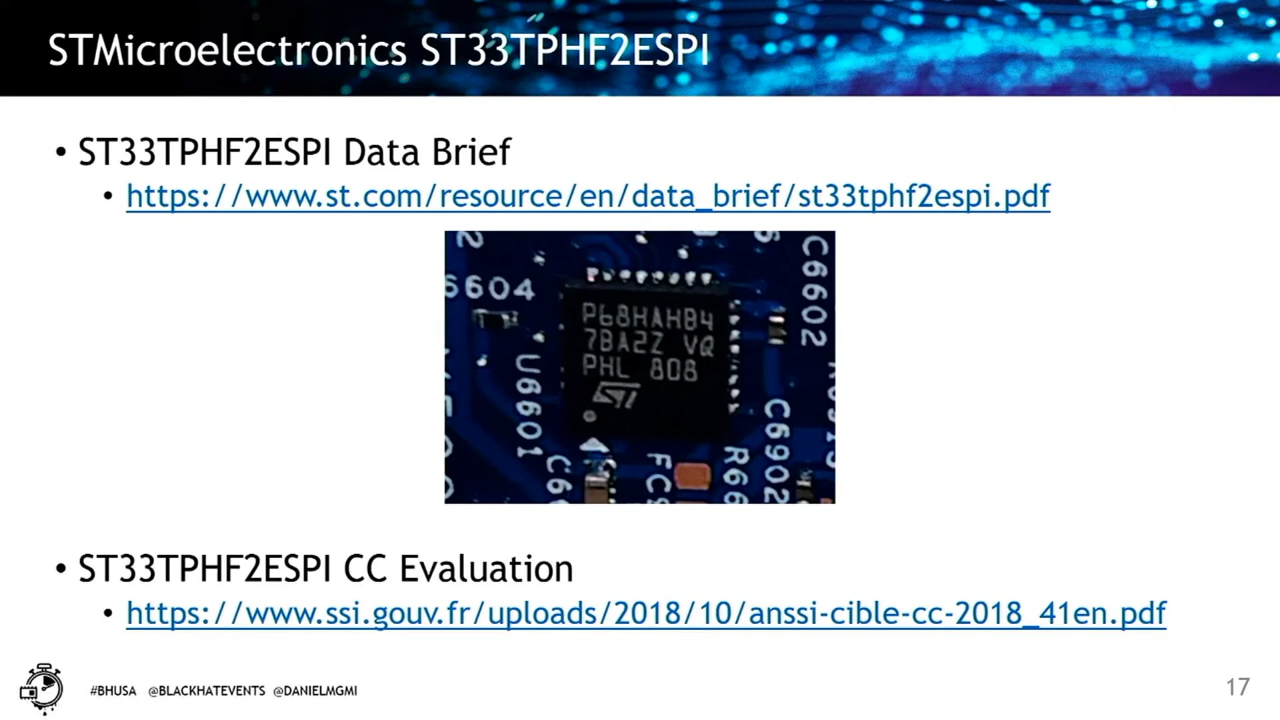 STMicroelectronics ST33TPHF2ESPI
• ST33TPHF2ESPI Data Brief
• https://www.st.com/resource/en/data_brief/st33tphf2espi.pdf
6604
C6602
P68HAHB4
7BA2Z VQ
PHL 808
ST
U6601
C6902
R66
• ST33TPHF2ESPI CC Evaluation
• https://www.ssi.gouv.fr/uploads/2018/10/anssi-cible-cc-2018_41en.pdf
#BHUSA @BLACKHATEVENTS @DANIELMGMI
17